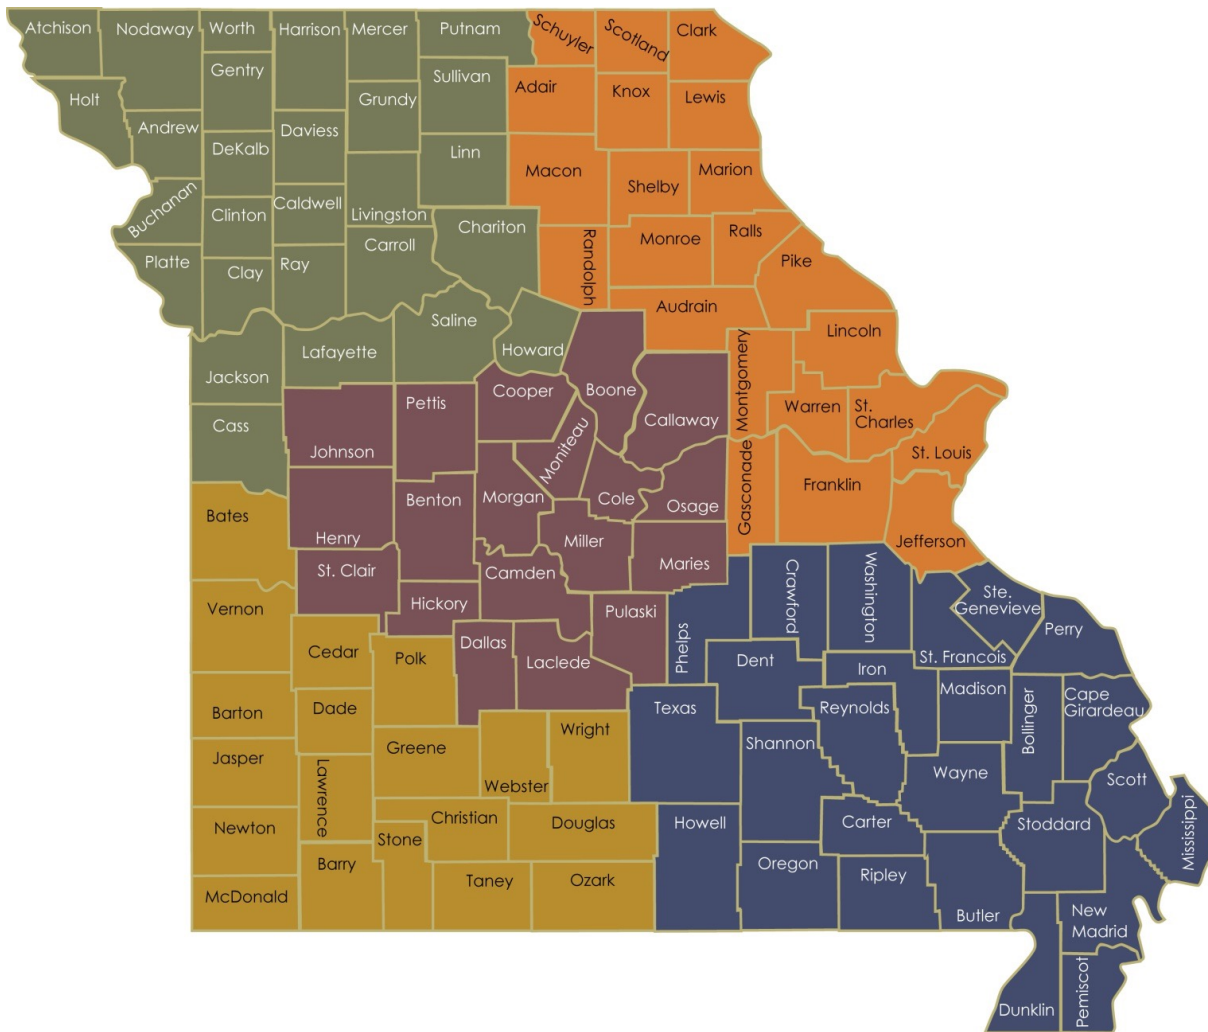 Atchison
Nodaway
Worth
Harrison
Mercer
Putnam
Schuyler
Scotland
Clark
Gentry
Sullivan
Adair
Knox
Lewis
Holt
Grundy
Andrew
Daviess
DeKalb
Linn
Macon
Shelby
Marion
Buchanan
Clinton
Caldwell
Livingston
Chariton
Randolph
Monroe
Ralls
Pike
Platte
Clay
Ray
Carroll
Audrain
Saline
Howard
Lincoln
Jackson
Lafayette
Cooper
Boone
Callaway
Montgomery
Warren
St.
Charles
St. Louis
Cass
Johnson
Pettis
Moniteau
Bates
Henry
Benton
Morgan
Cole
Osage
Gasconade
Franklin
Jefferson
Vernon
St. Clair
Hickory
Camden
Miller
Maries
Pulaski
Phelps
Crawford
Washington
Ste.
Genevieve
Perry
Cedar
Polk
Dallas
Laclede
Dent
Iron
St. Francois
Madison
Bollinger
Cape
Girardeau
Barton
Dade
Greene
Webster
Wright
Texas
Shannon
Reynolds
Wayne
Scott
Mississippi
Jasper
Lawrence
Christian
Douglas
Howell
Carter
Stoddard
Newton
Barry
Stone
Taney
Ozark
Oregon
Ripley
Butler
New
Madrid
McDonald
Dunklin
Pemiscot